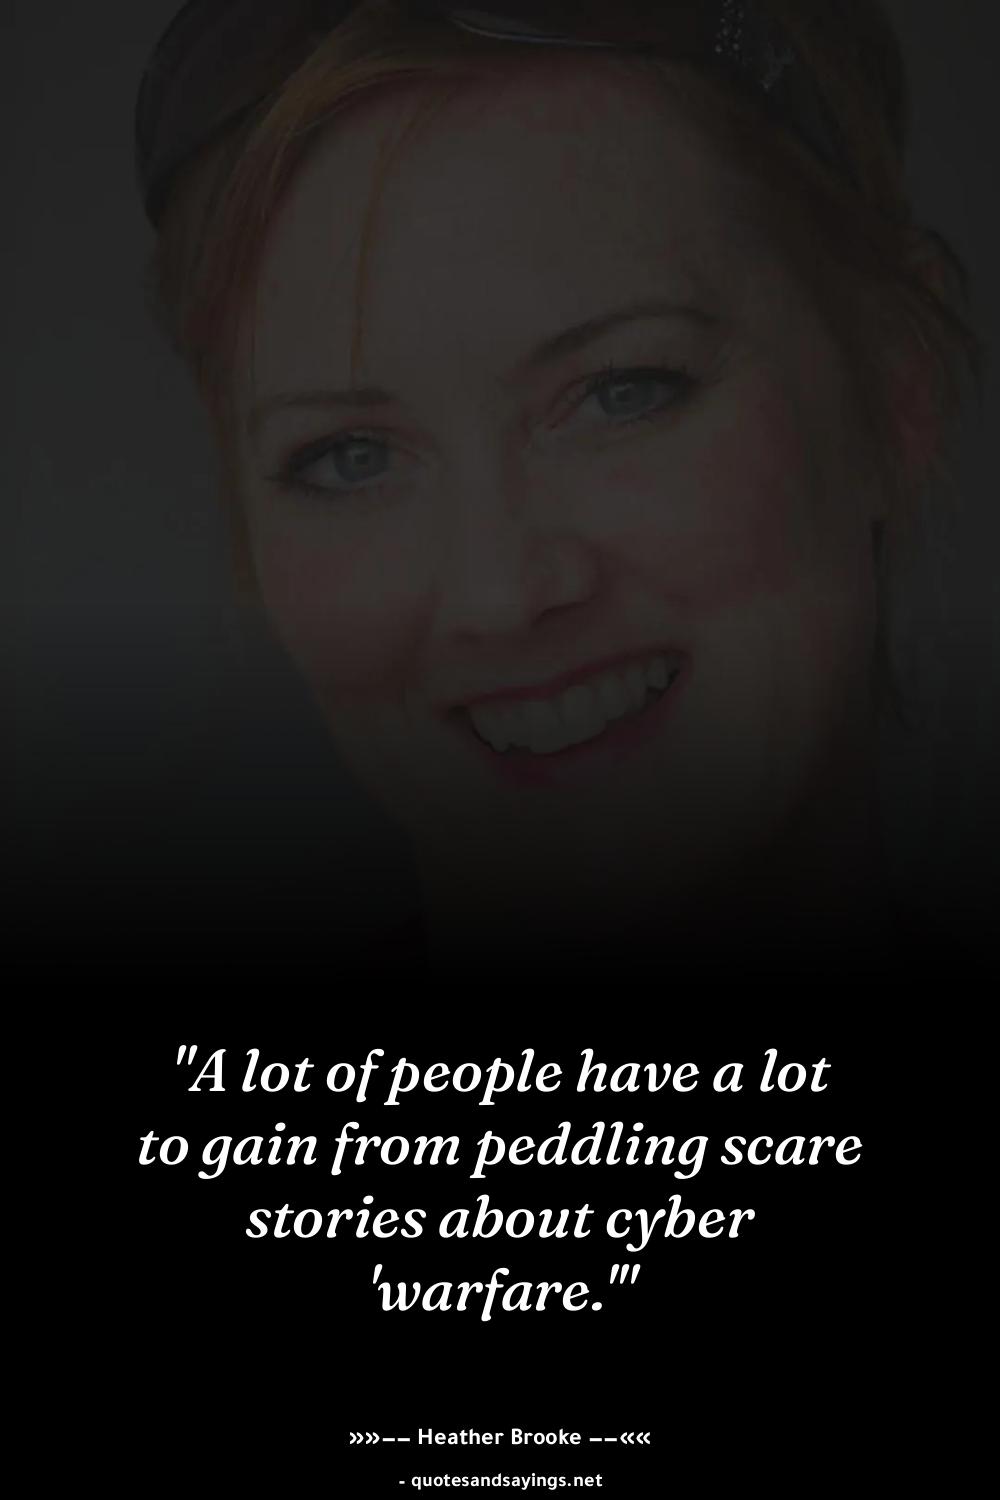 "A lot of people have a lot
to gain from peddling scare
stories about cyber
'warfare.'"
»»-- Heather Brooke --««
- quotesandsayings.net